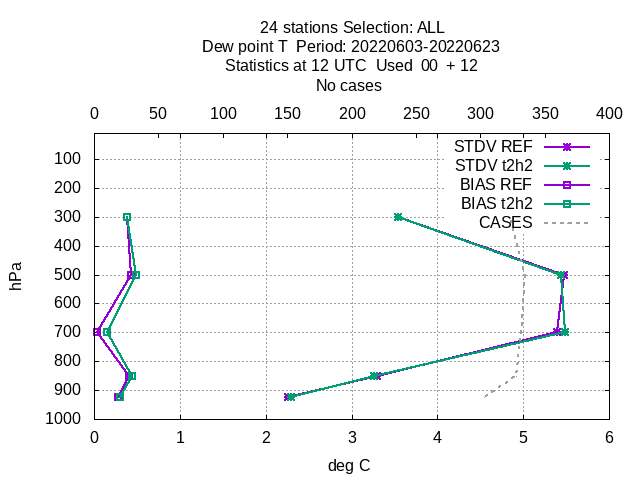 24 stations Selection: ALL
Dew point T  Period: 20220603-20220623
Statistics at 12 UTC  Used  00  + 12
No cases
0 50 100 150 200 250 300 350 400
STDV REF
STDV t2h2
BIAS REF
BIAS t2h2
CASES
100
200
300
400
500
600
700
800
900
1000
hPa
0 1 2 3 4 5 6
deg C